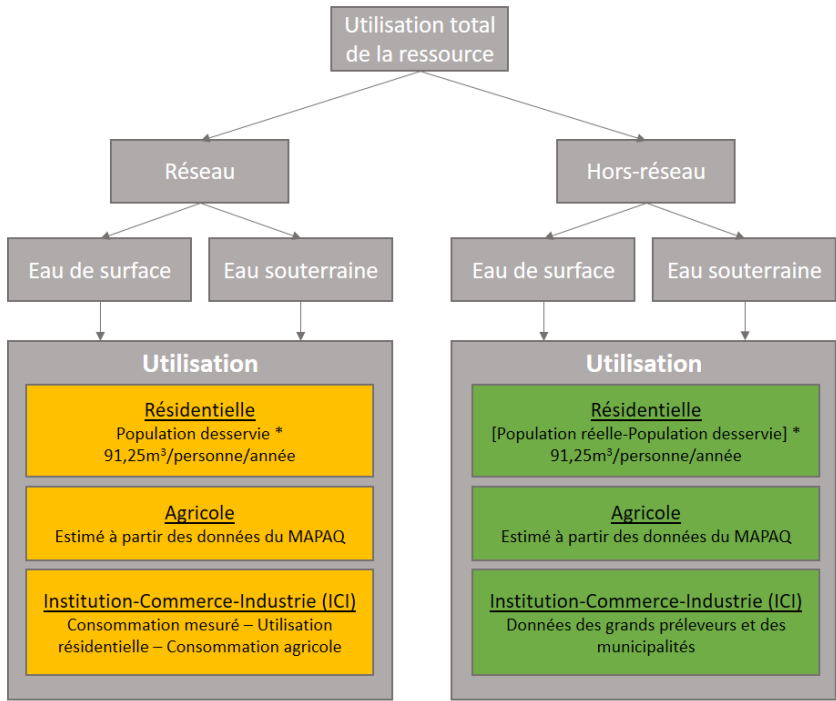 Utilisation total
de la ressource
Réseau
Hors-réseau
Eau de surface
Eau souterraine
Eau de surface
Eau souterraine
Utilisation
Résidentielle
Population desservie *
91,25m³/personne/année
Agricole
Estimé à partir des données du MAPAQ
Institution-Commerce-Industrie (ICI)
Consommation mesuré – Utilisation
résidentielle – Consommation agricole
Utilisation
Résidentielle
[Population réelle-Population desservie] *
91,25m³/personne/année
Agricole
Estimé à partir des données du MAPAQ
Institution-Commerce-Industrie (ICI)
Données des grands préleveurs et des
municipalités